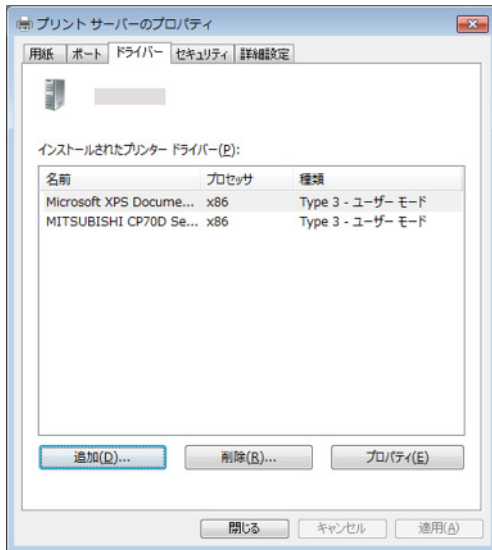 プリント サーバーのプロパティ
用紙 ポート ドライバー セキュリティ 詳細設定
インストールされたプリンター ドライバー(P):
名前 プロセッサ 種類
Microsoft XPS Docume... x86 Type 3 - ユーザー モード
MITSUBISHI CP70D Se... x86 Type 3 - ユーザー モード
追加(D)... 削除(R)... プロパティ(E)
閉じる キャンセル 適用(A)